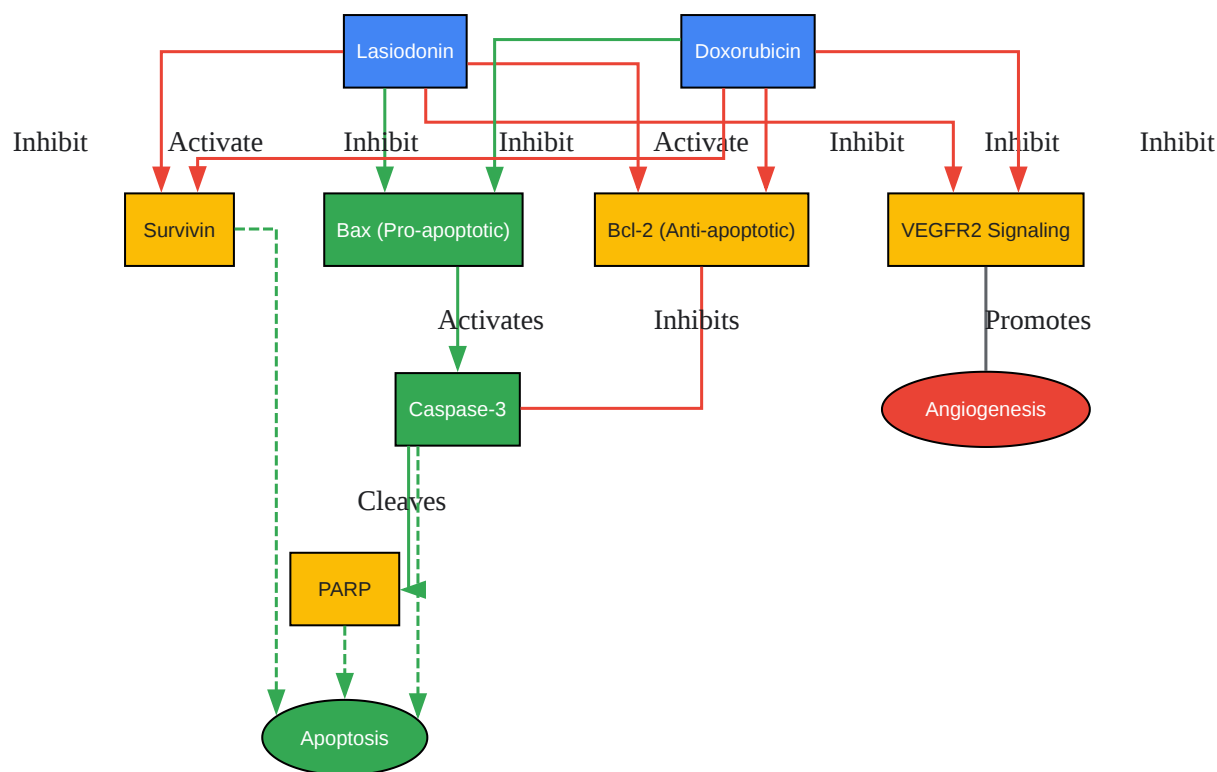 Lasiodonin
Doxorubicin
Inhibit
Activate
Inhibit
Inhibit
Activate
Inhibit
Inhibit
Inhibit
Survivin
Bax (Pro-apoptotic)
Bcl-2 (Anti-apoptotic)
VEGFR2 Signaling
Activates
Inhibits
Promotes
Caspase-3
Angiogenesis
Cleaves
PARP
Apoptosis